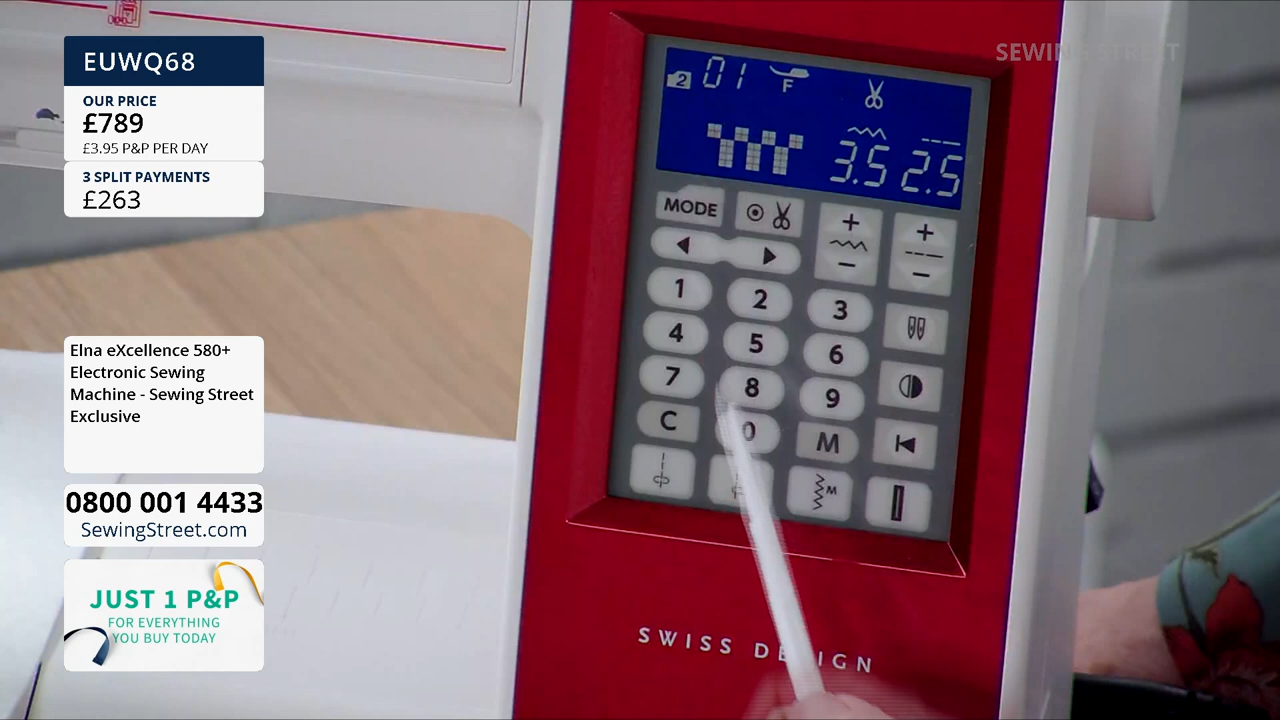 EUWQ68
OUR PRICE
£789
£3.95 P&P PER DAY
3 SPLIT PAYMENTS
£263
Elna eXcellence 580+
Electronic Sewing
Machine - Sewing Street
Exclusive
0800 001 4433
SewingStreet.com
JUST 1 P&P
FOR EVERYTHING
YOU BUY TODAY
SEWING STREET
2 01 F
3.5 2.5
MODE
+ +
- -
1 2 3
4 5 6
7 8 9
C 0 M
M
SWISS DESIGN